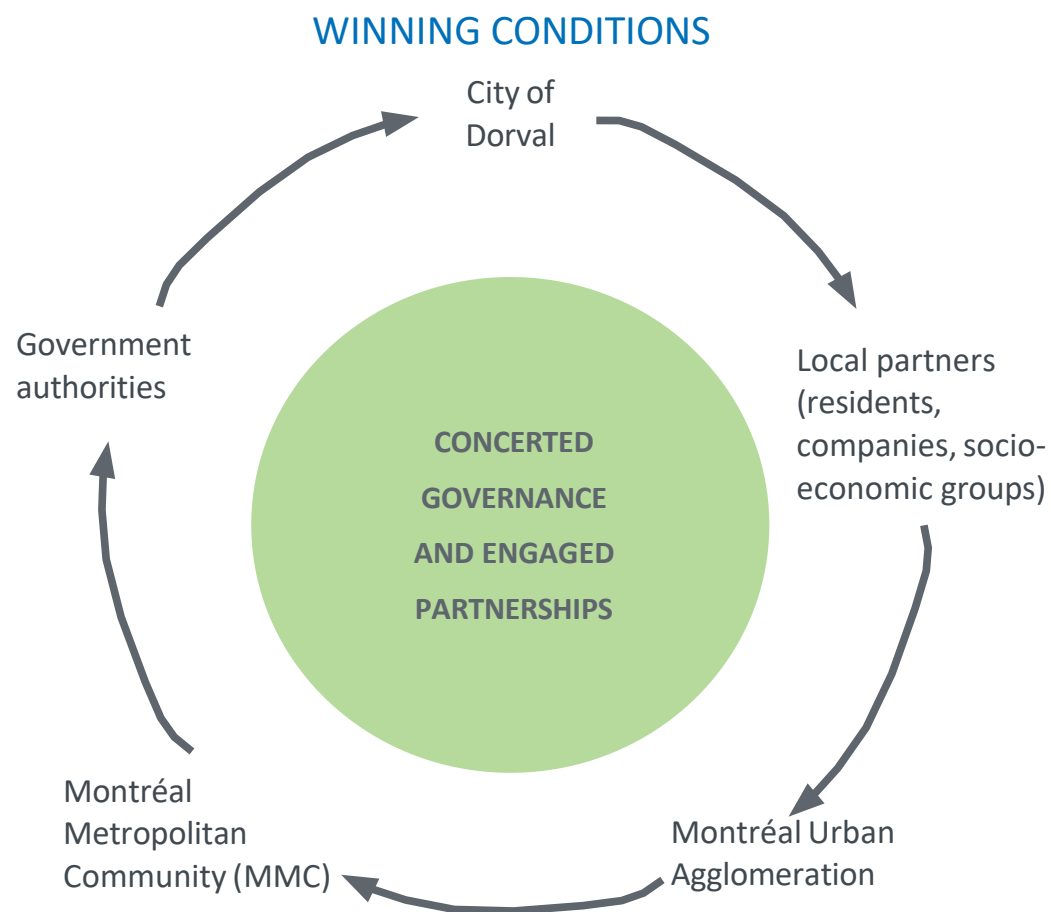 WINNING CONDITIONS
City of
Dorval
Local partners
(residents,
companies, socio-
economic groups)
Montréal Urban
Agglomeration
Montréal
Metropolitan
Community (MMC)
Government
authorities
CONCERTED
GOVERNANCE
AND ENGAGED
PARTNERSHIPS